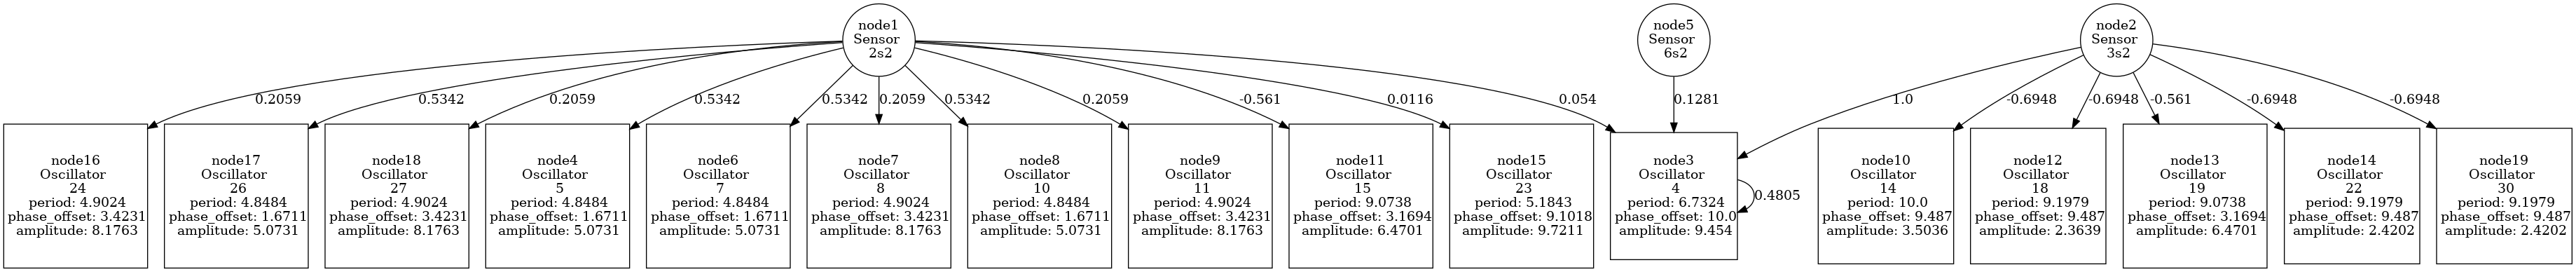 node1
Sensor
2s2
node5
Sensor
6s2
node2
Sensor
3s2
0.2059
0.5342
0.2059
0.5342
0.5342
0.2059
0.5342
0.2059
-0.561
0.0116
0.054
0.1281
1.0
-0.6948
-0.6948
-0.561
-0.6948
-0.6948
node16
Oscillator
24
period: 4.9024
phase_offset: 3.4231
amplitude: 8.1763
node17
Oscillator
26
period: 4.8484
phase_offset: 1.6711
amplitude: 5.0731
node18
Oscillator
27
period: 4.9024
phase_offset: 3.4231
amplitude: 8.1763
node4
Oscillator
5
period: 4.8484
phase_offset: 1.6711
amplitude: 5.0731
node6
Oscillator
7
period: 4.8484
phase_offset: 1.6711
amplitude: 5.0731
node7
Oscillator
8
period: 4.9024
phase_offset: 3.4231
amplitude: 8.1763
node8
Oscillator
10
period: 4.8484
phase_offset: 1.6711
amplitude: 5.0731
node9
Oscillator
11
period: 4.9024
phase_offset: 3.4231
amplitude: 8.1763
node11
Oscillator
15
period: 9.0738
phase_offset: 3.1694
amplitude: 6.4701
node15
Oscillator
23
period: 5.1843
phase_offset: 9.1018
amplitude: 9.7211
node3
Oscillator
4
period: 6.7324
phase_offset: 10.0
amplitude: 9.454
0.4805
node10
Oscillator
14
period: 10.0
phase_offset: 9.487
amplitude: 3.5036
node12
Oscillator
18
period: 9.1979
phase_offset: 9.487
amplitude: 2.3639
node13
Oscillator
19
period: 9.0738
phase_offset: 3.1694
amplitude: 6.4701
node14
Oscillator
22
period: 9.1979
phase_offset: 9.487
amplitude: 2.4202
node19
Oscillator
30
period: 9.1979
phase_offset: 9.487
amplitude: 2.4202